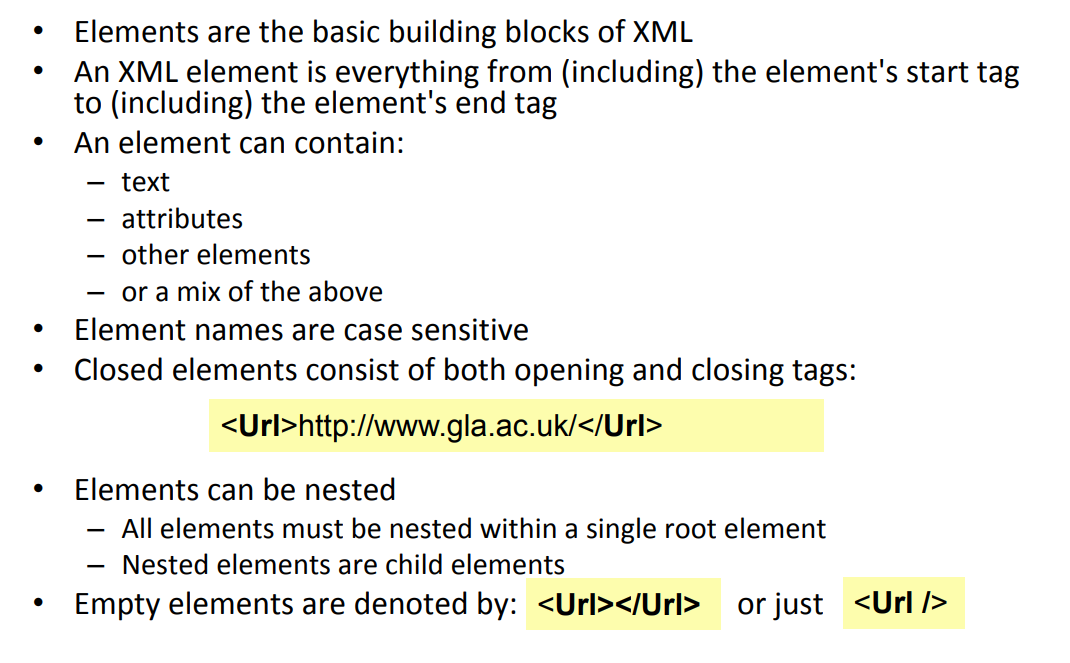 • Elements are the basic building blocks of XML
• An XML element is everything from (including) the element's start tag
to (including) the element's end tag
• An element can contain:
– text
– attributes
– other elements
– or a mix of the above
• Element names are case sensitive
• Closed elements consist of both opening and closing tags:
<Url>http://www.gla.ac.uk/</Url>
• Elements can be nested
– All elements must be nested within a single root element
– Nested elements are child elements
• Empty elements are denoted by: <Url></Url> or just <Url />